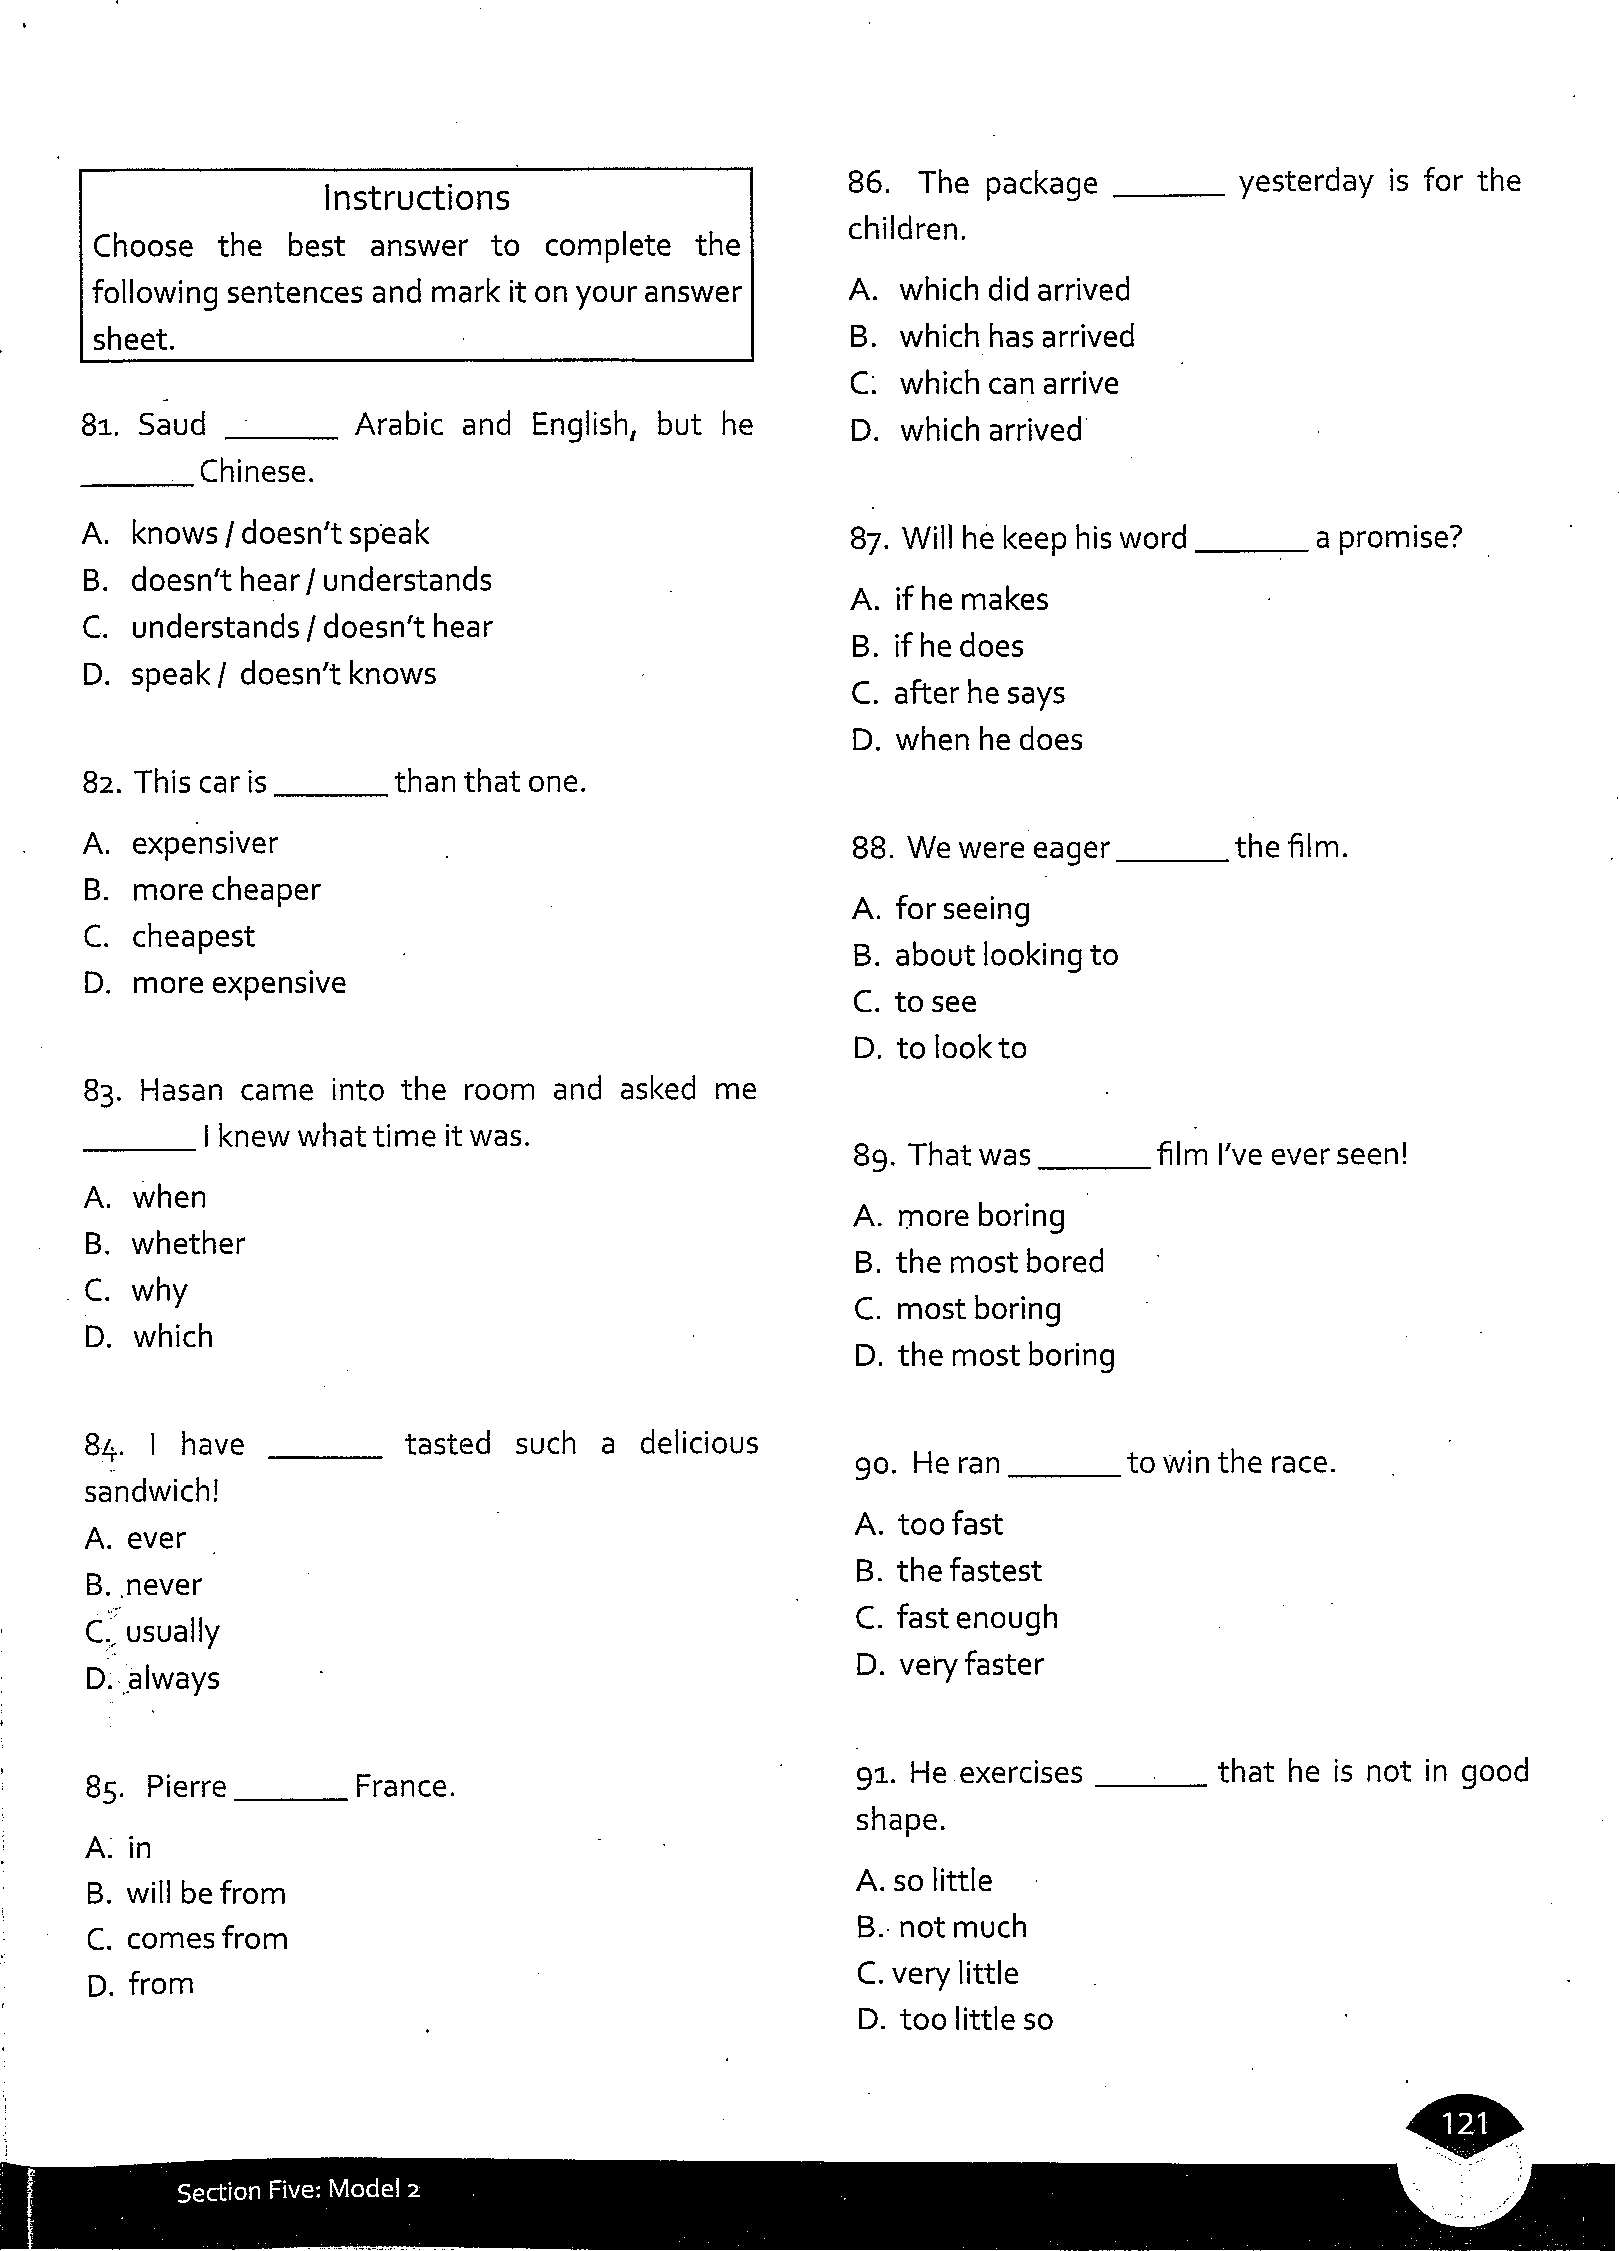 Instructions
Choose the best answer to complete the
following sentences and mark it on your answer
sheet.
81. Saud _______ Arabic and English, but he
_______ Chinese.
A. knows / doesn't speak
B. doesn't hear / understands
C. understands / doesn't hear
D. speak / doesn't knows
82. This car is _______ than that one.
A. expensiver
B. more cheaper
C. cheapest
D. more expensive
83. Hasan came into the room and asked me
_______ I knew what time it was.
A. when
B. whether
C. why
D. which
84. I have _______ tasted such a delicious
sandwich!
A. ever
B. never
C. usually
D. always
85. Pierre _______ France.
A. in
B. will be from
C. comes from
D. from
86. The package _______ yesterday is for the
children.
A. which did arrived
B. which has arrived
C. which can arrive
D. which arrived
87. Will he keep his word _______ a promise?
A. if he makes
B. if he does
C. after he says
D. when he does
88. We were eager _______ the film.
A. for seeing
B. about looking to
C. to see
D. to look to
89. That was _______ film I've ever seen!
A. more boring
B. the most bored
C. most boring
D. the most boring
90. He ran _______ to win the race.
A. too fast
B. the fastest
C. fast enough
D. very faster
91. He exercises _______ that he is not in good
shape.
A. so little
B. not much
C. very little
D. too little so
121
Section Five: Model 2